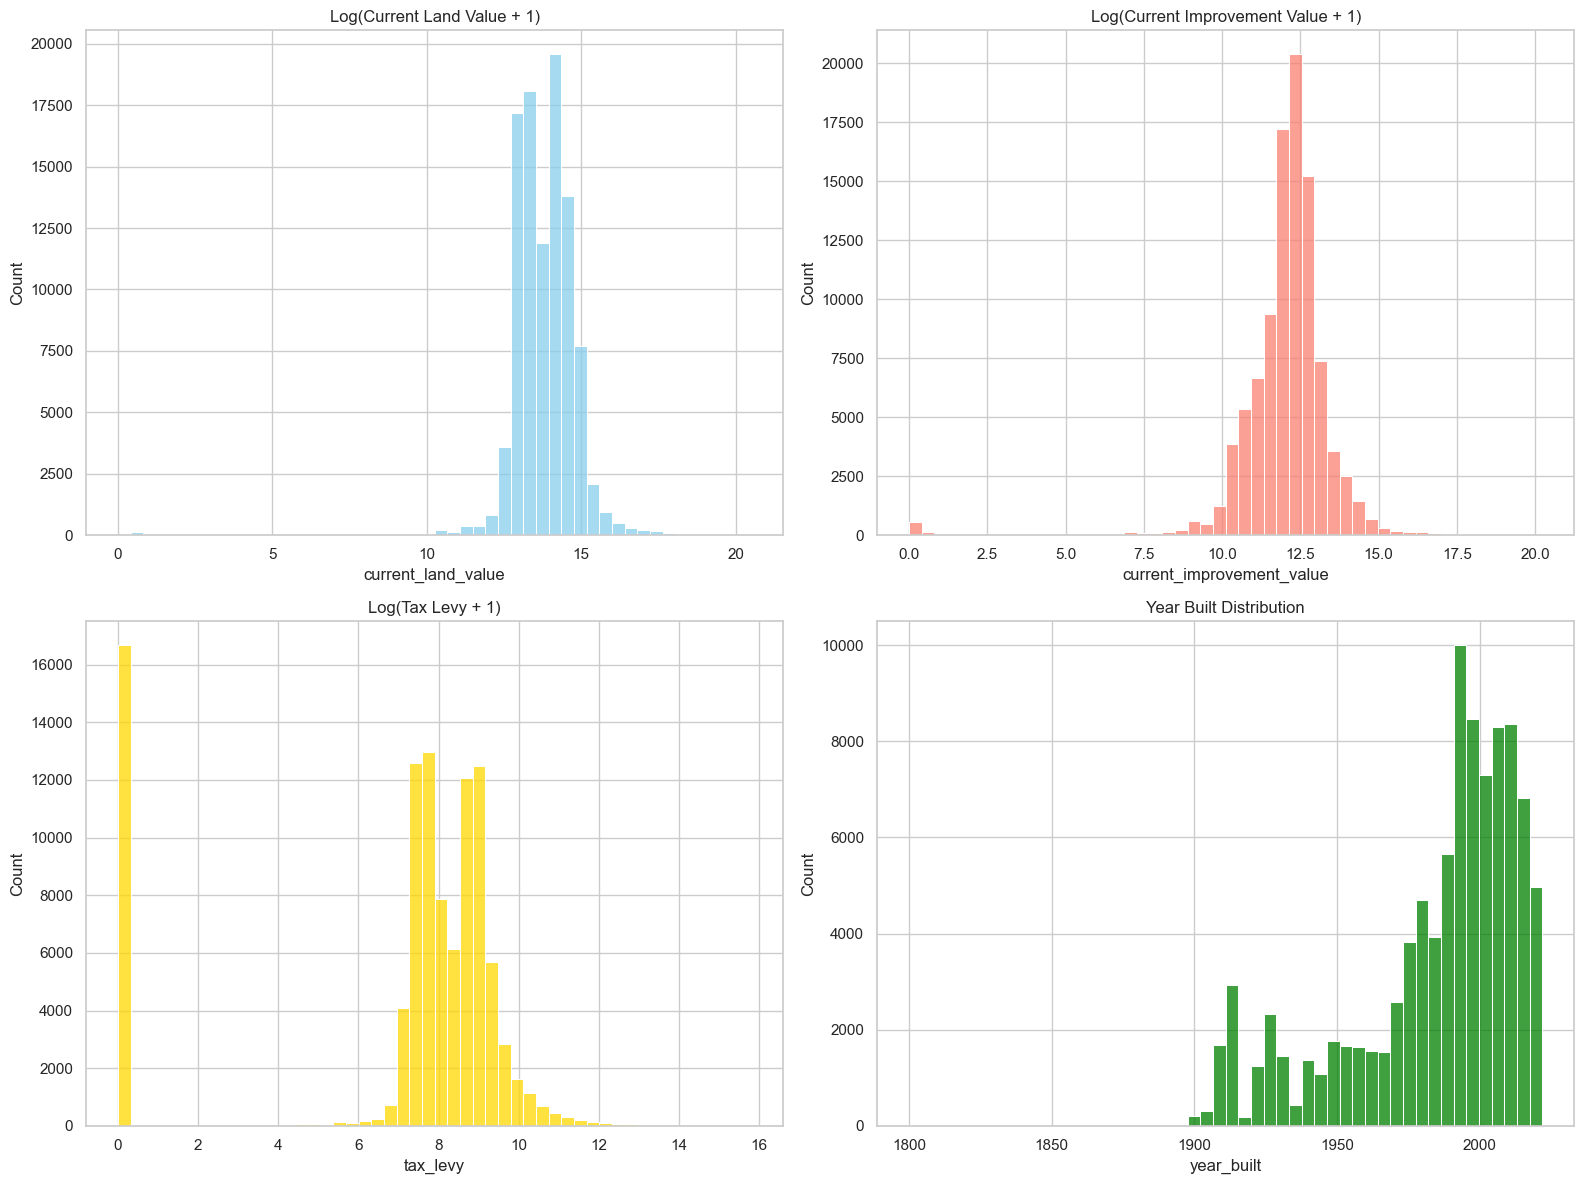 Log(Current Land Value + 1)
20000
17500
15000
12500
10000
7500
5000
2500
0
Count
0 5 10 15 20
current_land_value
Log(Current Improvement Value + 1)
20000
17500
15000
12500
10000
7500
5000
2500
0
Count
0.0 2.5 5.0 7.5 10.0 12.5 15.0 17.5 20.0
current_improvement_value
Log(Tax Levy + 1)
16000
14000
12000
10000
8000
6000
4000
2000
0
Count
0 2 4 6 8 10 12 14 16
tax_levy
Year Built Distribution
10000
8000
6000
4000
2000
0
Count
1800 1850 1900 1950 2000
year_built